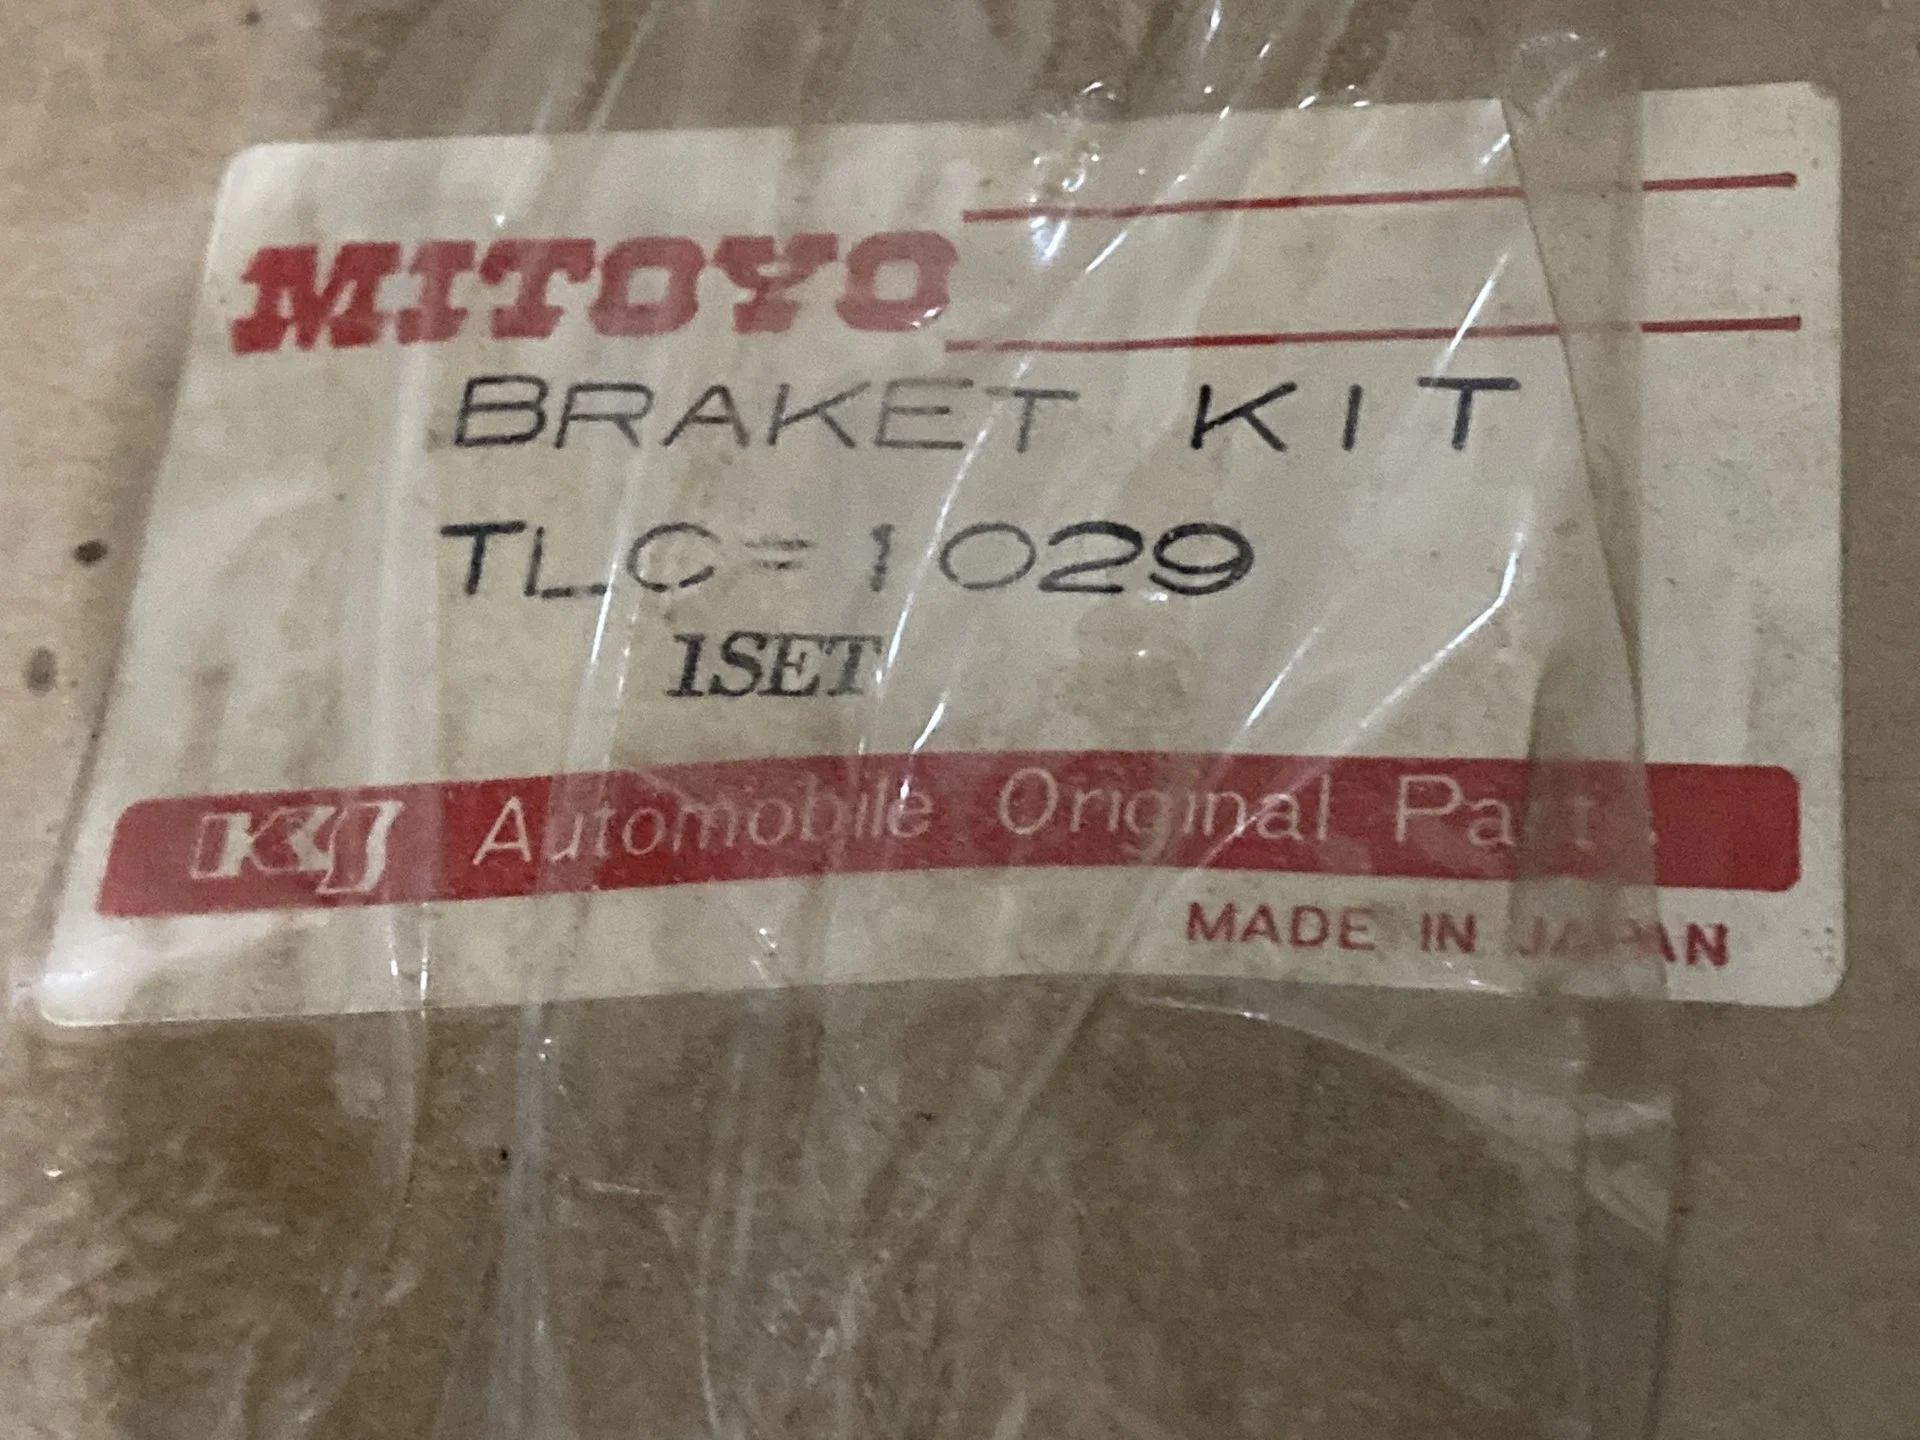 MITOYO
BRAKET KIT
TLC=1029
1SET
KJ Automobile Original Parts
MADE IN JAPAN